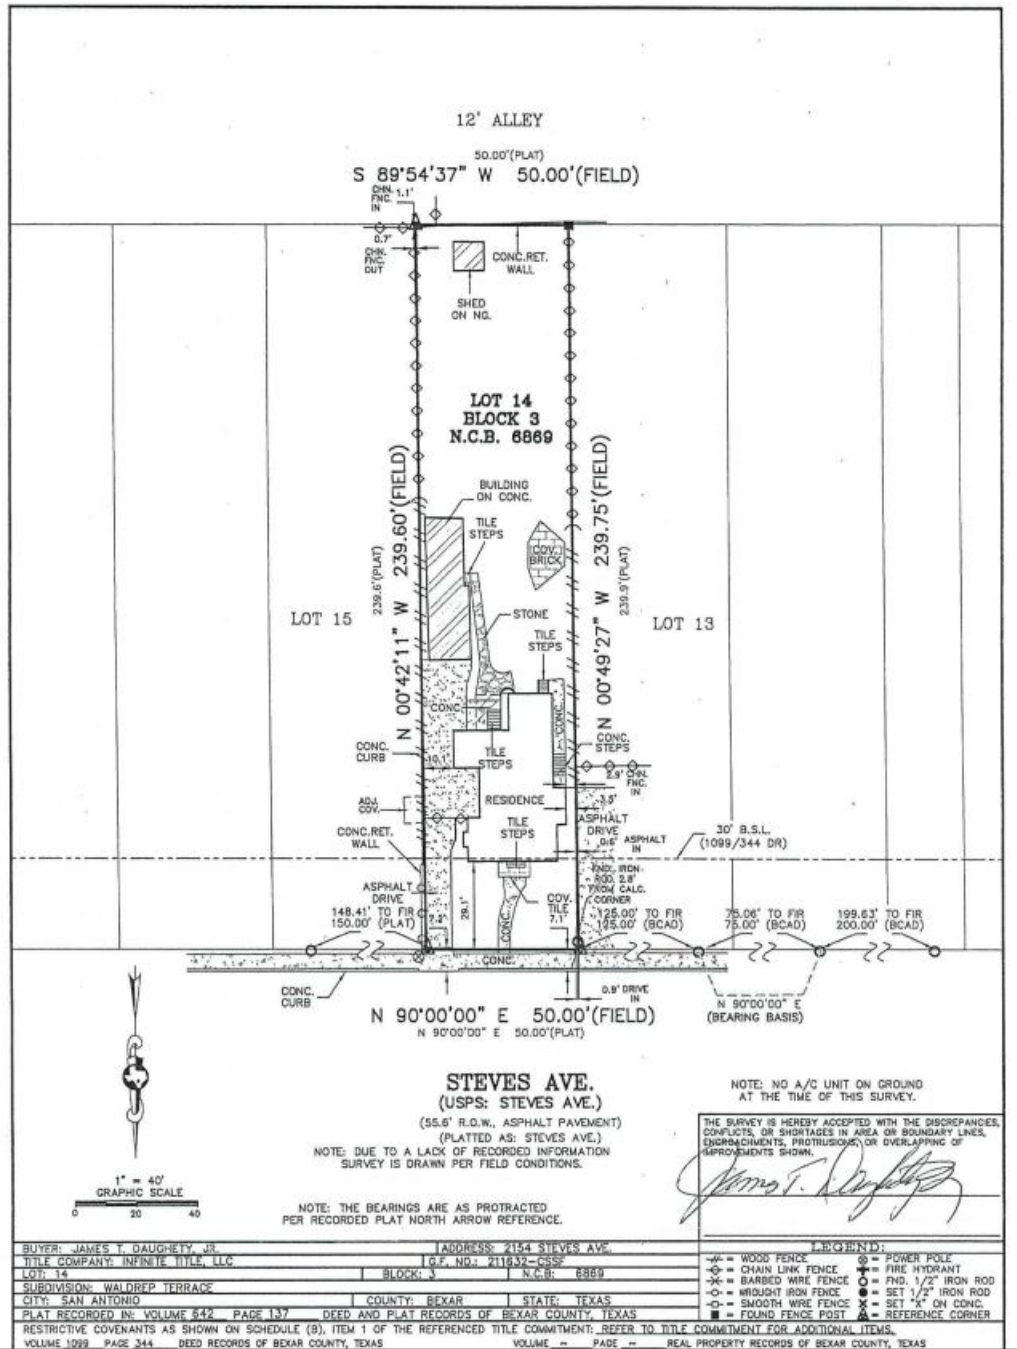 12' ALLEY
50.00'(PLAT)
S 89°54'37" W 50.00'(FIELD)
CHN. FNC. IN
1.1'
0.7'
CHN. FNC. OUT
CONC.RET. WALL
SHED ON NG.
LOT 14
BLOCK 3
N.C.B. 6869
BUILDING ON CONC.
TILE STEPS
(COV.) BRICK
N 00°42'11" W 239.60'(FIELD)
239.6'(PLAT)
N 00°49'27" W 239.75'(FIELD)
239.9'(PLAT)
LOT 15
LOT 13
STONE
TILE STEPS
CONC.
CONC.
CONC. STEPS
TILE STEPS
CONC. CURB
10.1'
2.9' CHN. FNC. IN
ADJ. COV.
RESIDENCE
3.5'
ASPHALT DRIVE
TILE STEPS
CONC.RET. WALL
0.6' ASPHALT IN
30' B.S.L.
(1099/344 DR)
FND. IRON ROD, 2.8' FROM CALC. CORNER
ASPHALT DRIVE
COV. TILE
29.1'
7.2'
7.1'
CONC.
148.41' TO FIR
150.00' (PLAT)
125.00' TO FIR
125.00' (BCAD)
75.06' TO FIR
75.00' (BCAD)
199.63' TO FIR
200.00' (BCAD)
CONC.
CONC. CURB
0.9' DRIVE IN
N 90°00'00" E
(BEARING BASIS)
N 90°00'00" E 50.00'(FIELD)
N 90°00'00" E 50.00'(PLAT)
STEVES AVE.
(USPS: STEVES AVE.)
(55.6' R.O.W., ASPHALT PAVEMENT)
(PLATTED AS: STEVES AVE.)
NOTE: DUE TO A LACK OF RECORDED INFORMATION
SURVEY IS DRAWN PER FIELD CONDITIONS.
NOTE: NO A/C UNIT ON GROUND
AT THE TIME OF THIS SURVEY.
THE SURVEY IS HEREBY ACCEPTED WITH THE DISCREPANCIES,
CONFLICTS, OR SHORTAGES IN AREA OR BOUNDARY LINES,
ENCROACHMENTS, PROTRUSIONS, OR OVERLAPPING OF
IMPROVEMENTS SHOWN.
James T. Daughety Jr
1" = 40'
GRAPHIC SCALE
0 20 40
NOTE: THE BEARINGS ARE AS PROTRACTED
PER RECORDED PLAT NORTH ARROW REFERENCE.
BUYER: JAMES T. DAUGHETY, JR. ADDRESS: 2154 STEVES AVE.
TITLE COMPANY: INFINITE TITLE, LLC G.F. NO.: 211632-CSSF
LOT: 14 BLOCK: 3 N.C.B: 6869
SUBDIVISION: WALDREP TERRACE
CITY: SAN ANTONIO COUNTY: BEXAR STATE: TEXAS
PLAT RECORDED IN: VOLUME 642 PAGE 137 DEED AND PLAT RECORDS OF BEXAR COUNTY, TEXAS
RESTRICTIVE COVENANTS AS SHOWN ON SCHEDULE (B), ITEM 1 OF THE REFERENCED TITLE COMMITMENT: REFER TO TITLE COMMITMENT FOR ADDITIONAL ITEMS.
VOLUME 1099 PAGE 344 DEED RECORDS OF BEXAR COUNTY, TEXAS VOLUME ~ PAGE ~ REAL PROPERTY RECORDS OF BEXAR COUNTY, TEXAS
LEGEND:
= WOOD FENCE
= CHAIN LINK FENCE
= BARBED WIRE FENCE
= WROUGHT IRON FENCE
= SMOOTH WIRE FENCE
= FOUND FENCE POST
= POWER POLE
= FIRE HYDRANT
= FND. 1/2" IRON ROD
= SET 1/2" IRON ROD
X = SET "X" ON CONC.
= REFERENCE CORNER